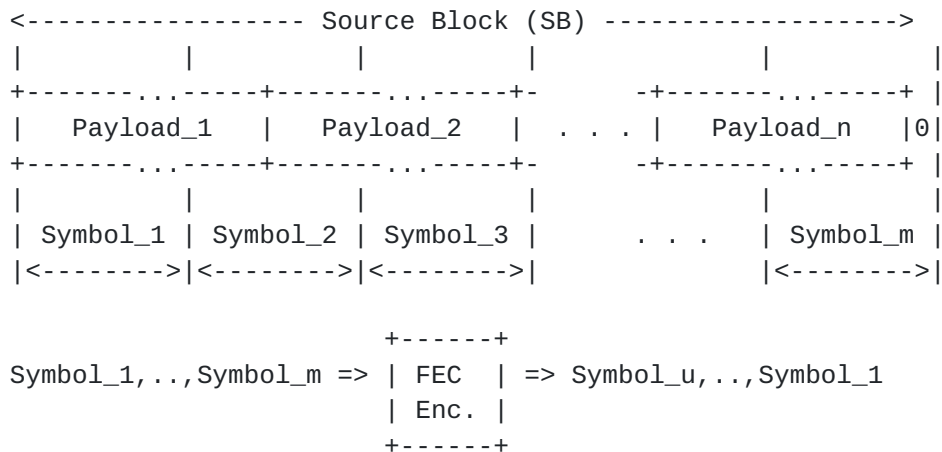 <------------------ Source Block (SB) ------------------>
|         |         |         |             |         |
+-------...-----+-------...-----+-      -+-------...-----+ |
|   Payload_1   |   Payload_2   |  . . . |   Payload_n   |0|
+-------...-----+-------...-----+-      -+-------...-----+ |
|          |          |          |              |          |
| Symbol_1 | Symbol_2 | Symbol_3 |      . . .   | Symbol_m |
|<-------->|<-------->|<-------->|              |<-------->|
+------+
Symbol_1,..,Symbol_m => | FEC  | => Symbol_u,..,Symbol_1
| Enc. |
+------+